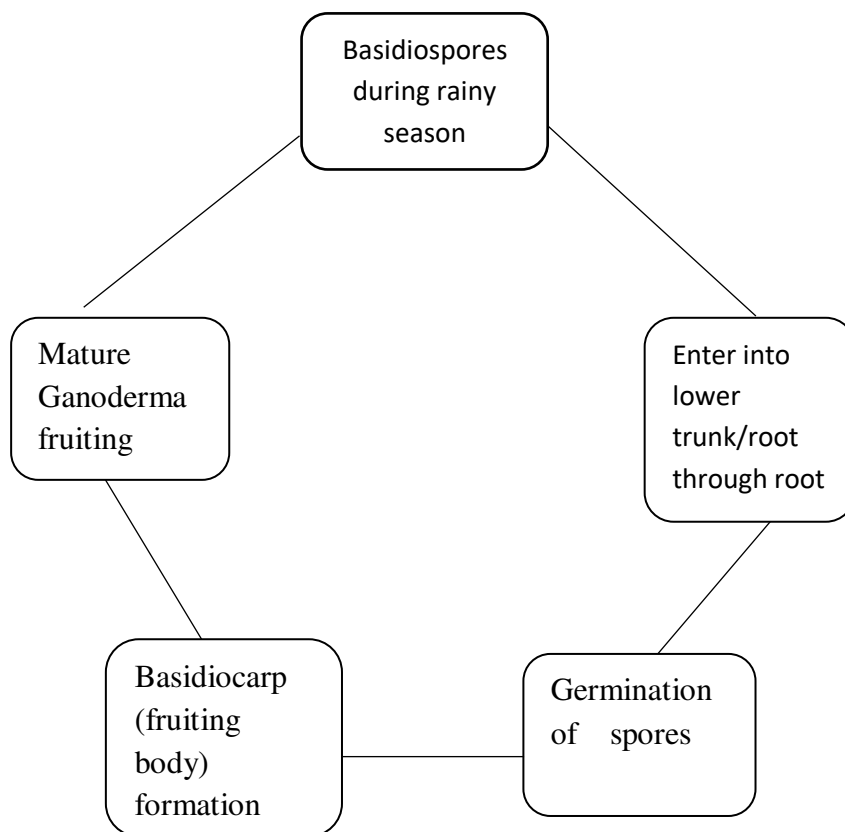 Basidiospores
during rainy
season
Mature
Ganoderma
fruiting
Enter into
lower
trunk/root
through root
Basidiocarp
(fruiting
body)
formation
Germination
of spores